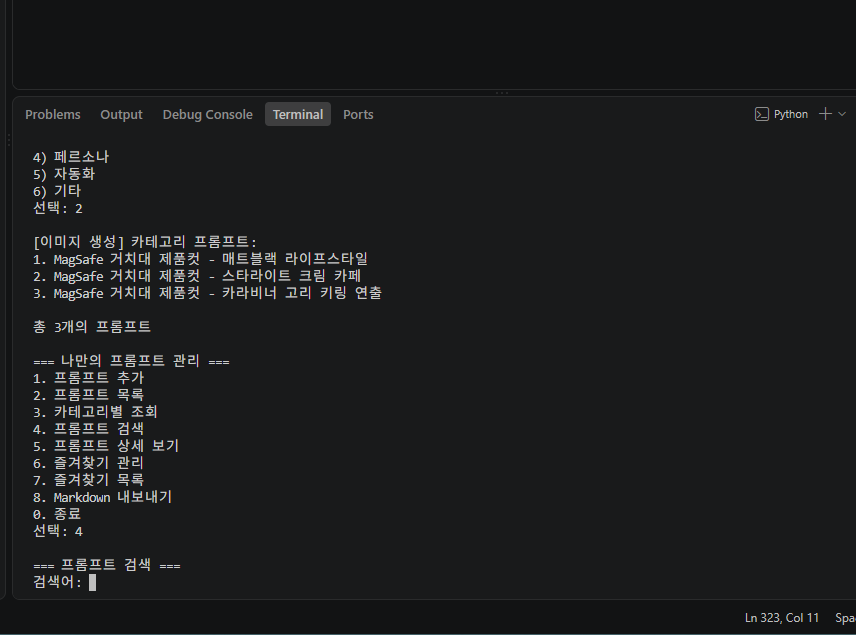 Problems Output Debug Console Terminal Ports Python
4) 페르소나
5) 자동화
6) 기타
선택: 2
[이미지 생성] 카테고리 프롬프트:
1. MagSafe 거치대 제품컷 - 매트블랙 라이프스타일
2. MagSafe 거치대 제품컷 - 스타라이트 크림 카페
3. MagSafe 거치대 제품컷 - 카라비너 고리 키링 연출
총 3개의 프롬프트
=== 나만의 프롬프트 관리 ===
1. 프롬프트 추가
2. 프롬프트 목록
3. 카테고리별 조회
4. 프롬프트 검색
5. 프롬프트 상세 보기
6. 즐겨찾기 관리
7. 즐겨찾기 목록
8. Markdown 내보내기
0. 종료
선택: 4
=== 프롬프트 검색 ===
검색어:
Ln 323, Col 11 Spa